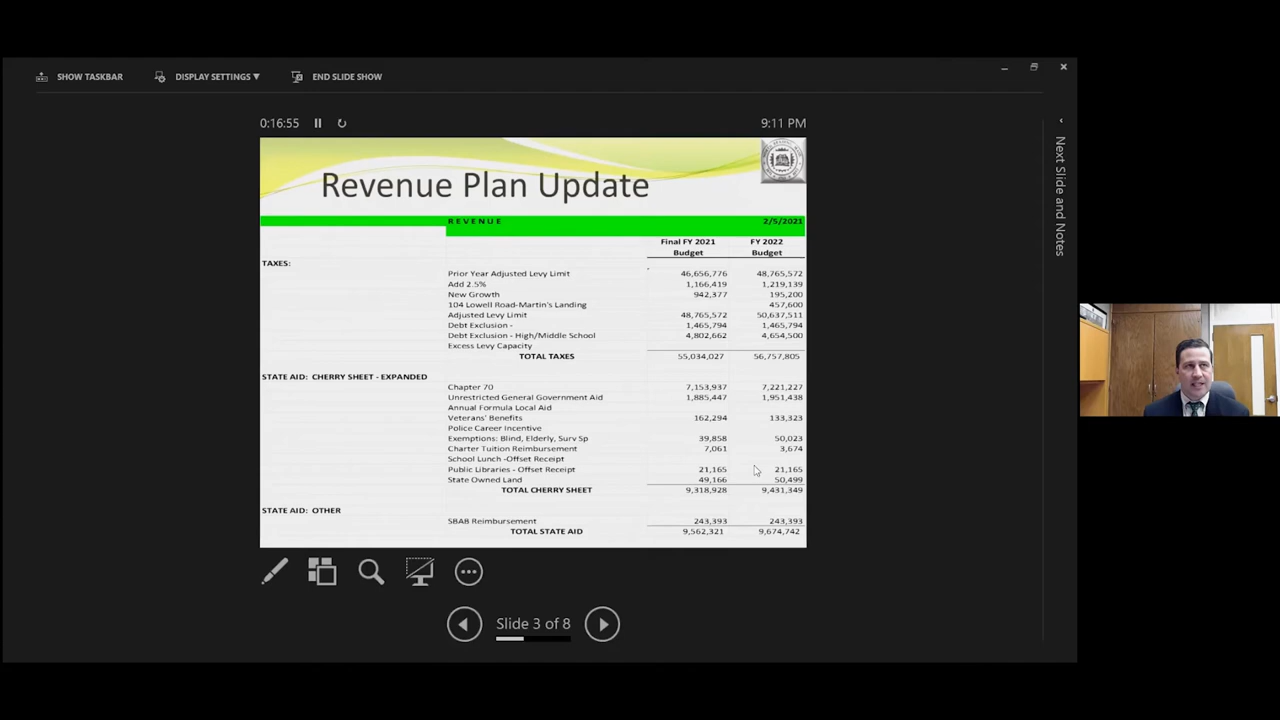 SHOW TASKBAR DISPLAY SETTINGS ▼ END SLIDE SHOW
0:16:55 9:11 PM
Revenue Plan Update
REVENUE 2/5/2021
Final FY 2021 FY 2022
Budget Budget
TAXES:
Prior Year Adjusted Levy Limit 46,656,776 48,765,572
Add 2.5% 1,166,419 1,219,139
New Growth 942,377 195,200
104 Lowell Road-Martin's Landing 457,600
Adjusted Levy Limit 48,765,572 50,637,511
Debt Exclusion - 1,465,794 1,465,794
Debt Exclusion - High/Middle School 4,802,662 4,654,500
Excess Levy Capacity
TOTAL TAXES 55,034,027 56,757,805
STATE AID: CHERRY SHEET - EXPANDED
Chapter 70 7,153,937 7,221,227
Unrestricted General Government Aid 1,885,447 1,951,438
Annual Formula Local Aid
Veterans' Benefits 162,294 133,323
Police Career Incentive
Exemptions: Blind, Elderly, Surv Sp 39,858 50,023
Charter Tuition Reimbursement 7,061 3,674
School Lunch -Offset Receipt
Public Libraries - Offset Receipt 21,165 21,165
State Owned Land 49,166 50,499
TOTAL CHERRY SHEET 9,318,928 9,431,349
STATE AID: OTHER
SBAB Reimbursement 243,393 243,393
TOTAL STATE AID 9,562,321 9,674,742
Slide 3 of 8
Next Slide and Notes